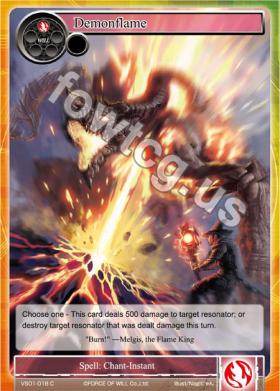 Demonflame
WILL
fowtcg.us
Choose one - This card deals 500 damage to target resonator; or
destroy target resonator that was dealt damage this turn.
"Burn!" —Melgis, the Flame King
Spell: Chant-Instant
VS01-018 C
©FORCE OF WILL Co.,Ltd.